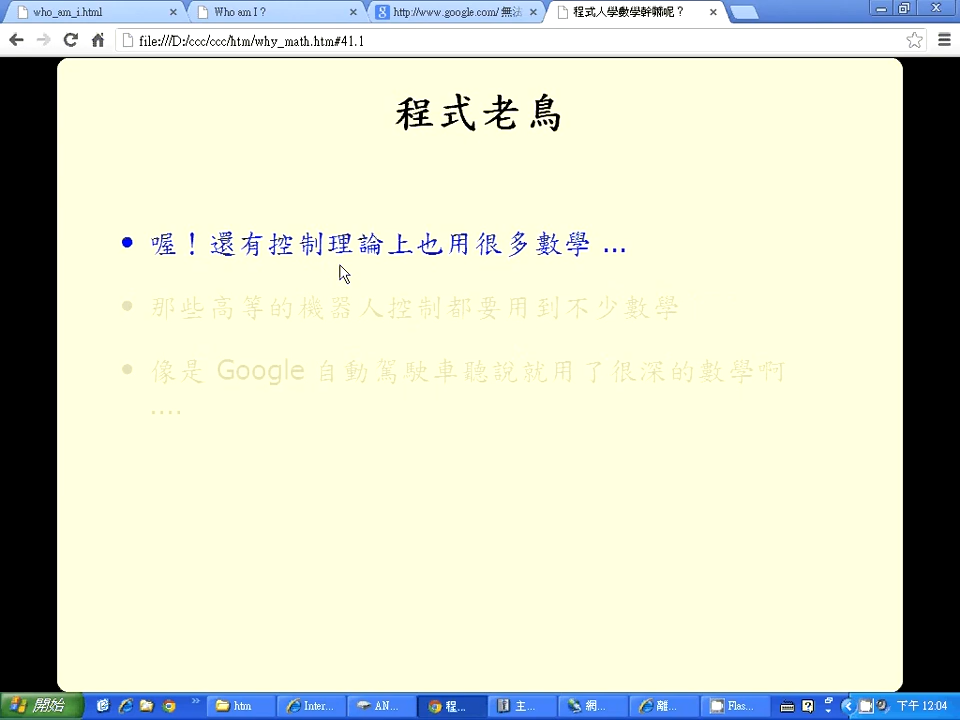 who_am_i.html
Who am I？
http://www.google.com/ 無法
程式人學數學幹嘛呢？
file:///D:/ccc/ccc/htm/why_math.htm#41.1
程式老鳥
喔！還有控制理論上也用很多數學 ...
那些高等的機器人控制都要用到不少數學
像是 Google 自動駕駛車聽說就用了很深的數學啊
....
開始
htm
Inter...
AN...
程...
主...
網...
離...
Flas...
下午 12:04